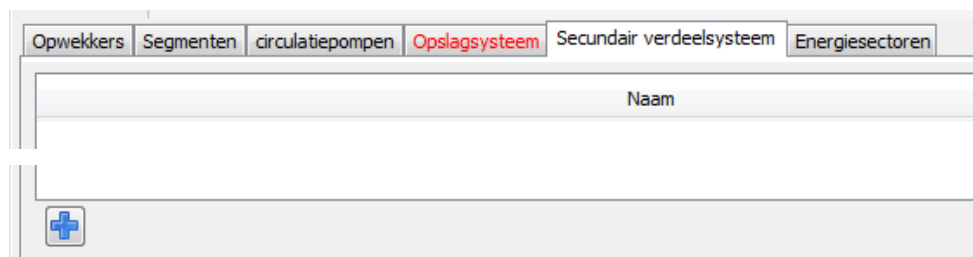 Opwekkers Segmenten circulatiepompen Opslagsysteem Secundair verdeelsysteem Energiesectoren
Naam